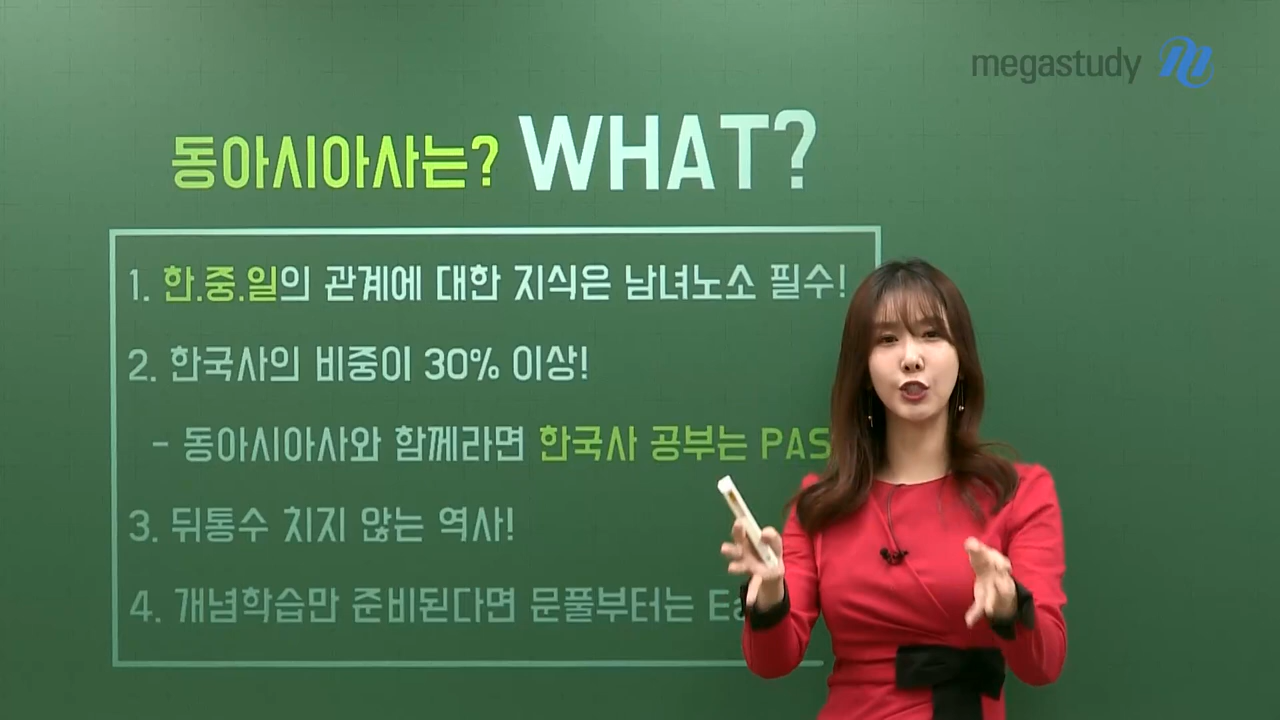 megastudy
동아시아사는? WHAT?
1. 한.중.일의 관계에 대한 지식은 남녀노소 필수!
2. 한국사의 비중이 30% 이상!
- 동아시아사와 함께라면 한국사 공부는
3. 뒤통수 치지 않는 역사!
4. 개념학습만 준비된다면 문풀부터는